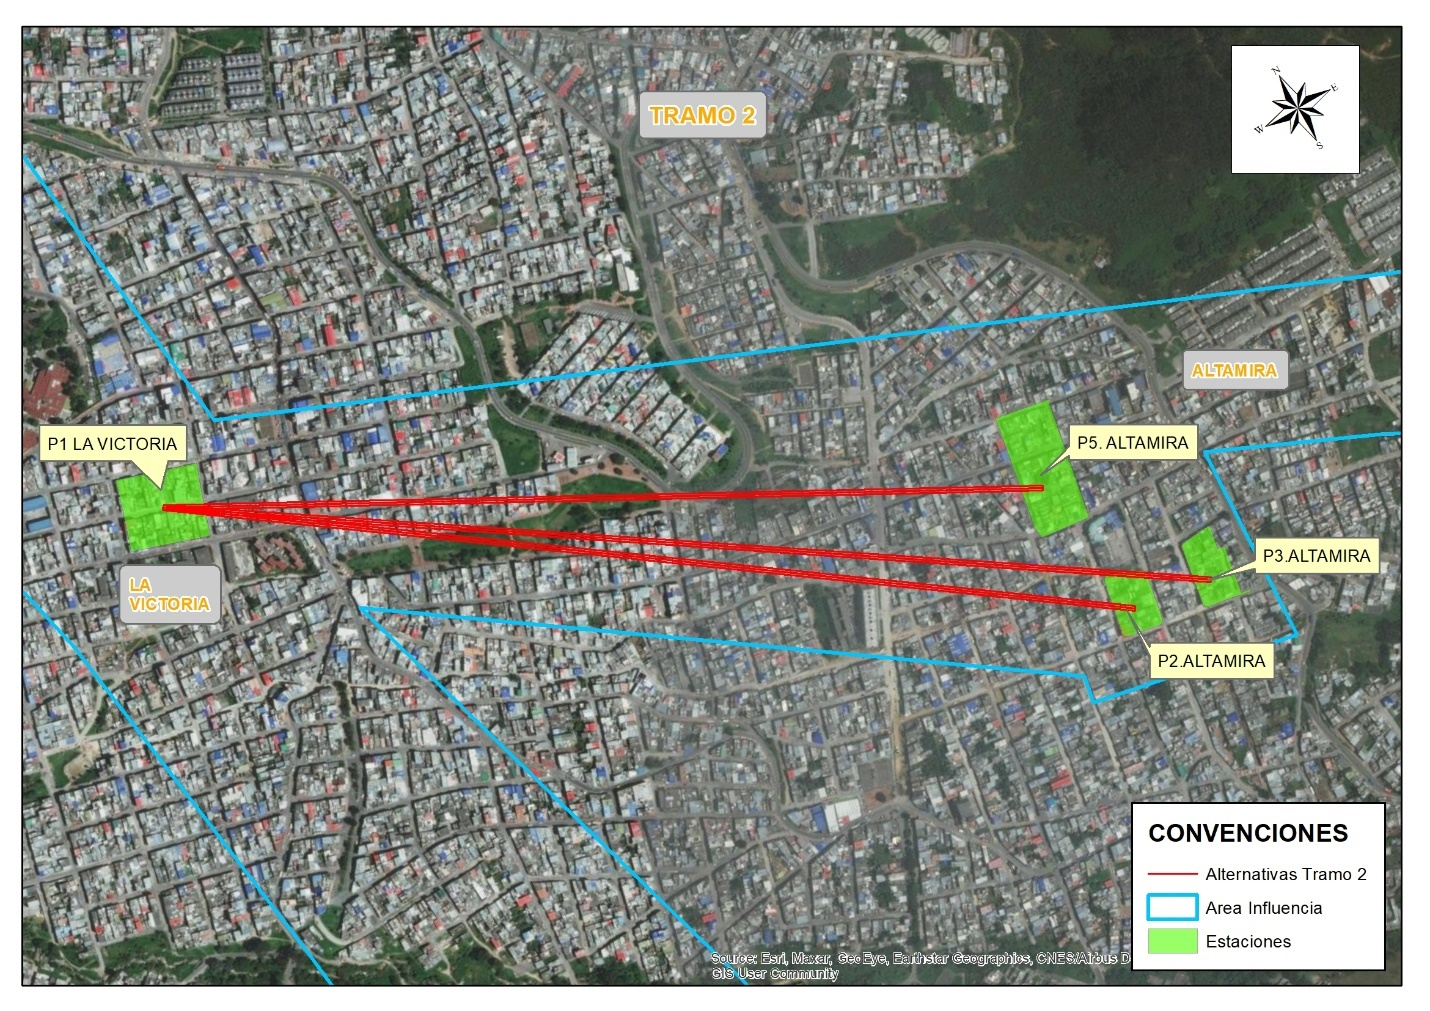 TRAMO 2
N
E
W
S
ALTAMIRA
P1 LA VICTORIA
P5. ALTAMIRA
P3.ALTAMIRA
LA
VICTORIA
P2.ALTAMIRA
CONVENCIONES
Alternativas Tramo 2
Area Influencia
Estaciones
Source: Esri, Maxar, GeoEye, Earthstar Geographics, CNES/Airbus D
GIS User Community